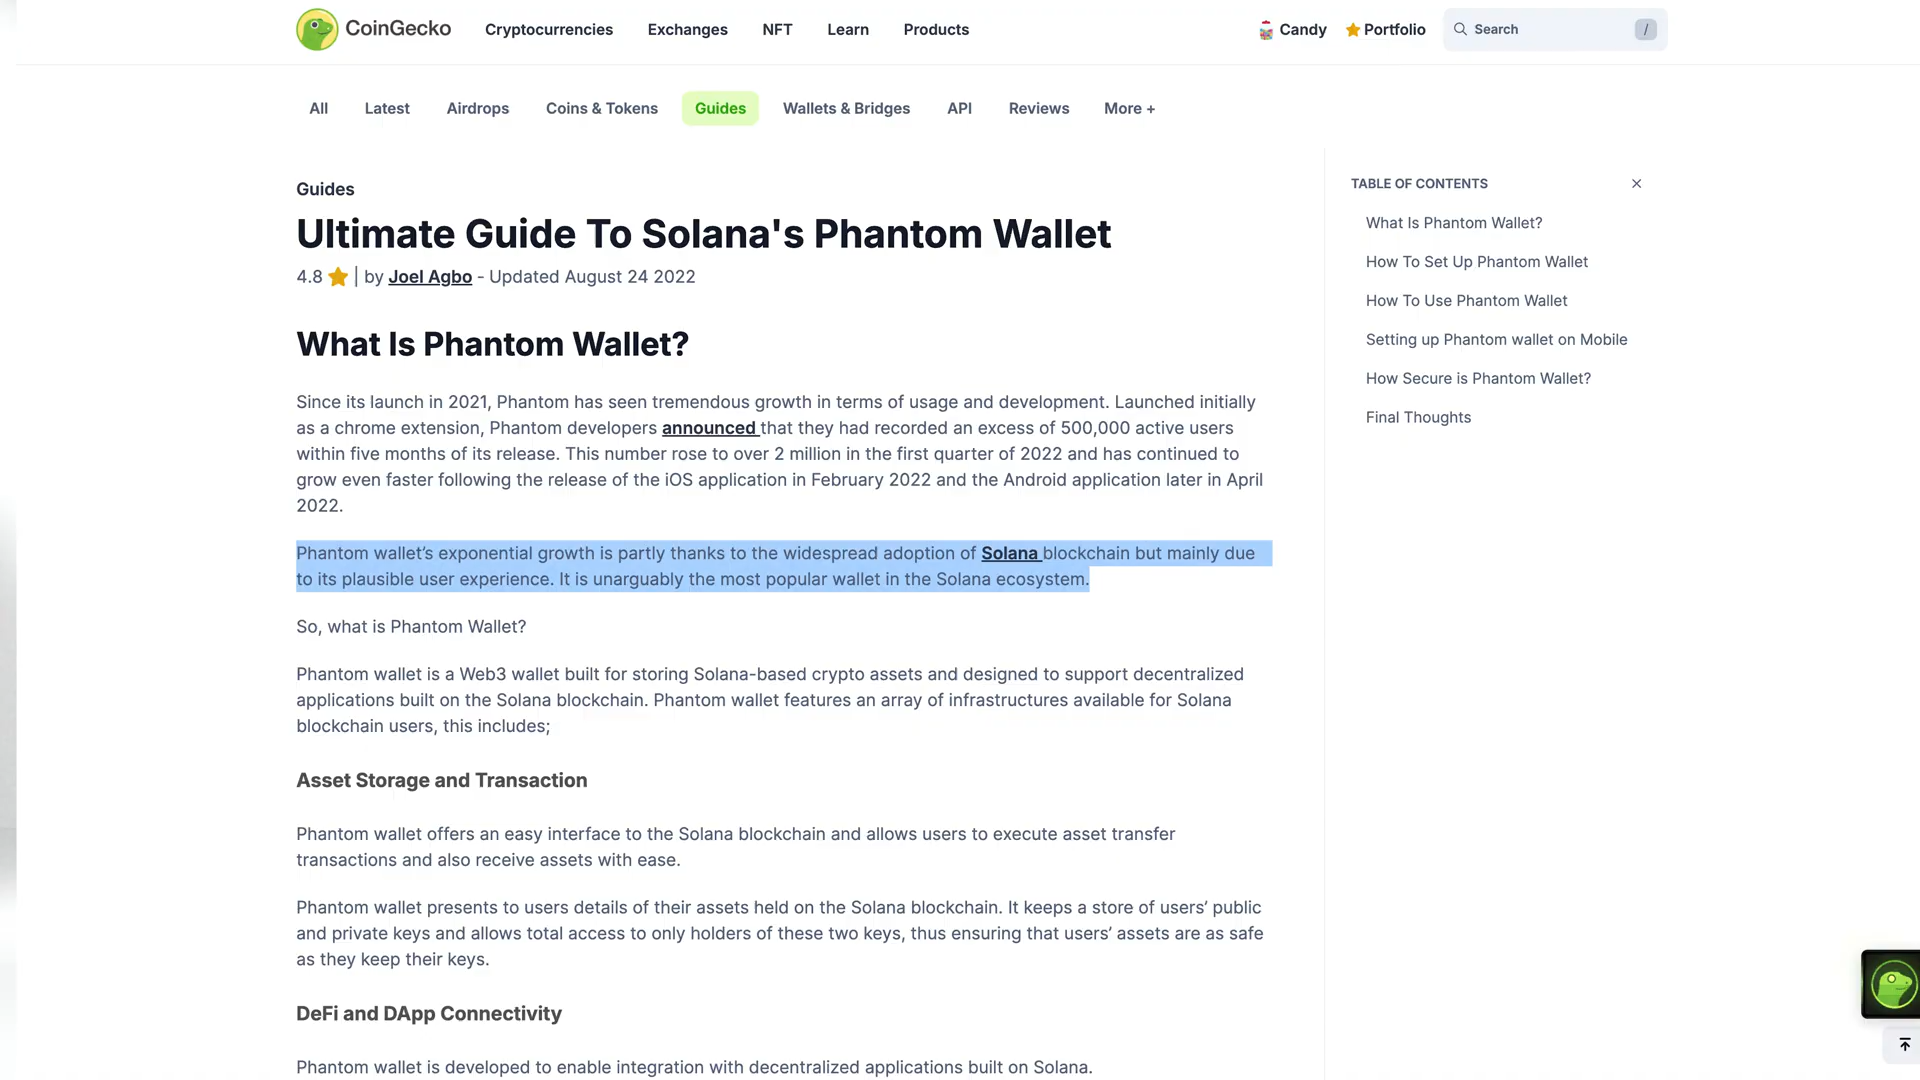 CoinGecko
Cryptocurrencies
Exchanges
NFT
Learn
Products
Candy
Portfolio
Search
/
All
Latest
Airdrops
Coins & Tokens
Guides
Wallets & Bridges
API
Reviews
More +
Guides
Ultimate Guide To Solana's Phantom Wallet
4.8 | by Joel Agbo - Updated August 24 2022
What Is Phantom Wallet?
Since its launch in 2021, Phantom has seen tremendous growth in terms of usage and development. Launched initially
as a chrome extension, Phantom developers announced that they had recorded an excess of 500,000 active users
within five months of its release. This number rose to over 2 million in the first quarter of 2022 and has continued to
grow even faster following the release of the iOS application in February 2022 and the Android application later in April
2022.
Phantom wallet’s exponential growth is partly thanks to the widespread adoption of Solana blockchain but mainly due
to its plausible user experience. It is unarguably the most popular wallet in the Solana ecosystem.
So, what is Phantom Wallet?
Phantom wallet is a Web3 wallet built for storing Solana-based crypto assets and designed to support decentralized
applications built on the Solana blockchain. Phantom wallet features an array of infrastructures available for Solana
blockchain users, this includes;
Asset Storage and Transaction
Phantom wallet offers an easy interface to the Solana blockchain and allows users to execute asset transfer
transactions and also receive assets with ease.
Phantom wallet presents to users details of their assets held on the Solana blockchain. It keeps a store of users’ public
and private keys and allows total access to only holders of these two keys, thus ensuring that users’ assets are as safe
as they keep their keys.
DeFi and DApp Connectivity
Phantom wallet is developed to enable integration with decentralized applications built on Solana.
TABLE OF CONTENTS
What Is Phantom Wallet?
How To Set Up Phantom Wallet
How To Use Phantom Wallet
Setting up Phantom wallet on Mobile
How Secure is Phantom Wallet?
Final Thoughts